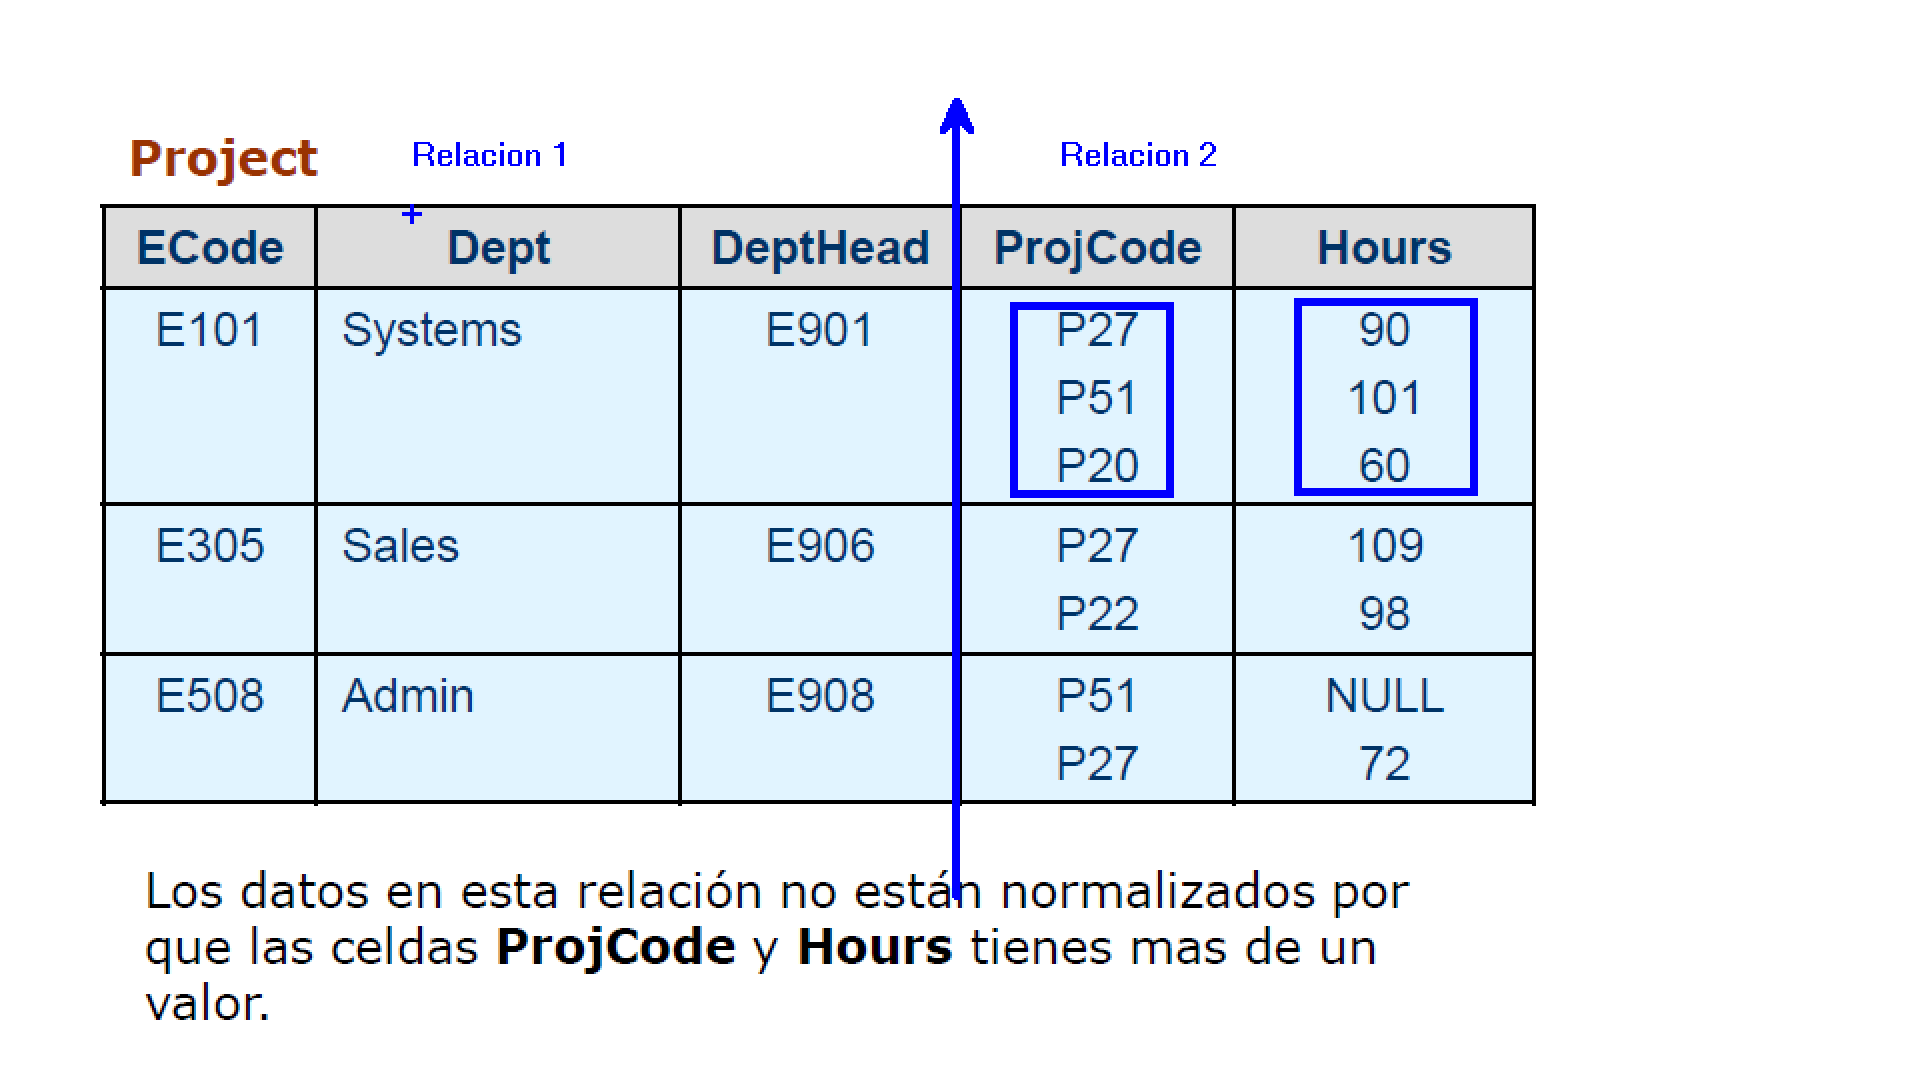 Project Relacion 1 Relacion 2
ECode Dept DeptHead ProjCode Hours
E101 Systems E901 P27 90
P51 101
P20 60
E305 Sales E906 P27 109
P22 98
E508 Admin E908 P51 NULL
P27 72
Los datos en esta relación no están normalizados por
que las celdas ProjCode y Hours tienes mas de un
valor.